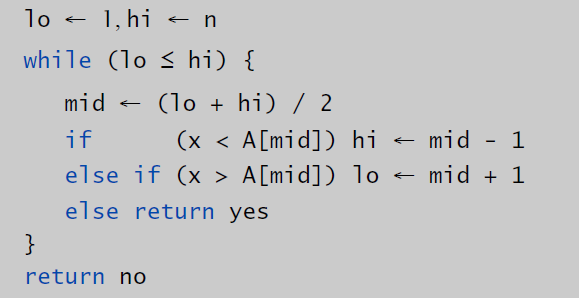 lo ← 1, hi ← n
while (lo ≤ hi) {
mid ← (lo + hi) / 2
if (x < A[mid]) hi ← mid - 1
else if (x > A[mid]) lo ← mid + 1
else return yes
}
return no